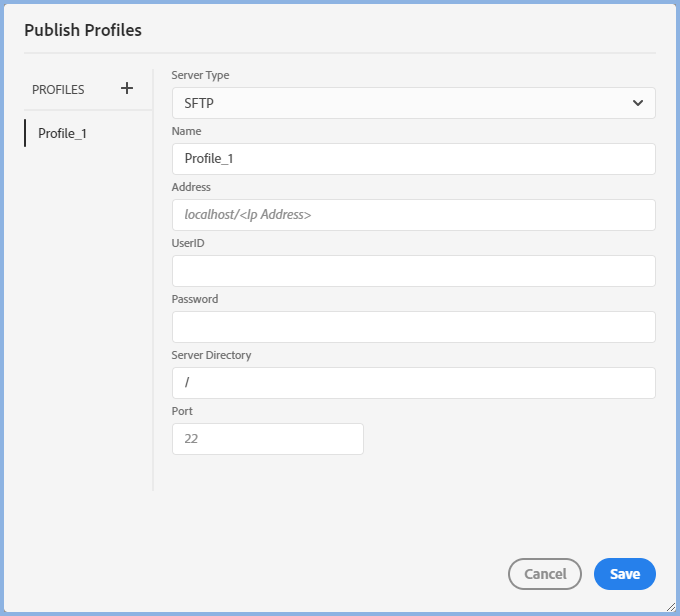 Publish Profiles
PROFILES
Profile_1
Server Type
SFTP
Name
Profile_1
Address
localhost/<Ip Address>
UserID
Password
Server Directory
/
Port
22
Cancel
Save